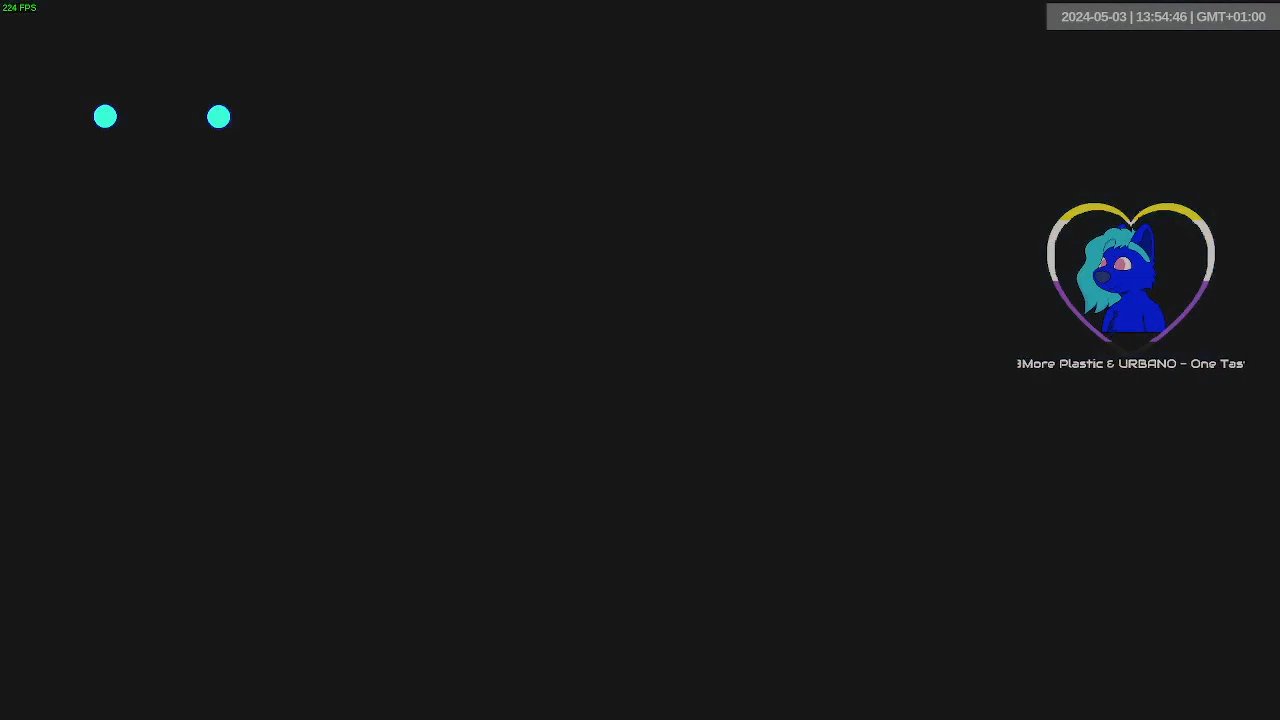 224 FPS
2024-05-03 | 13:54:46 | GMT+01:00
More Plastic & URBANO - One